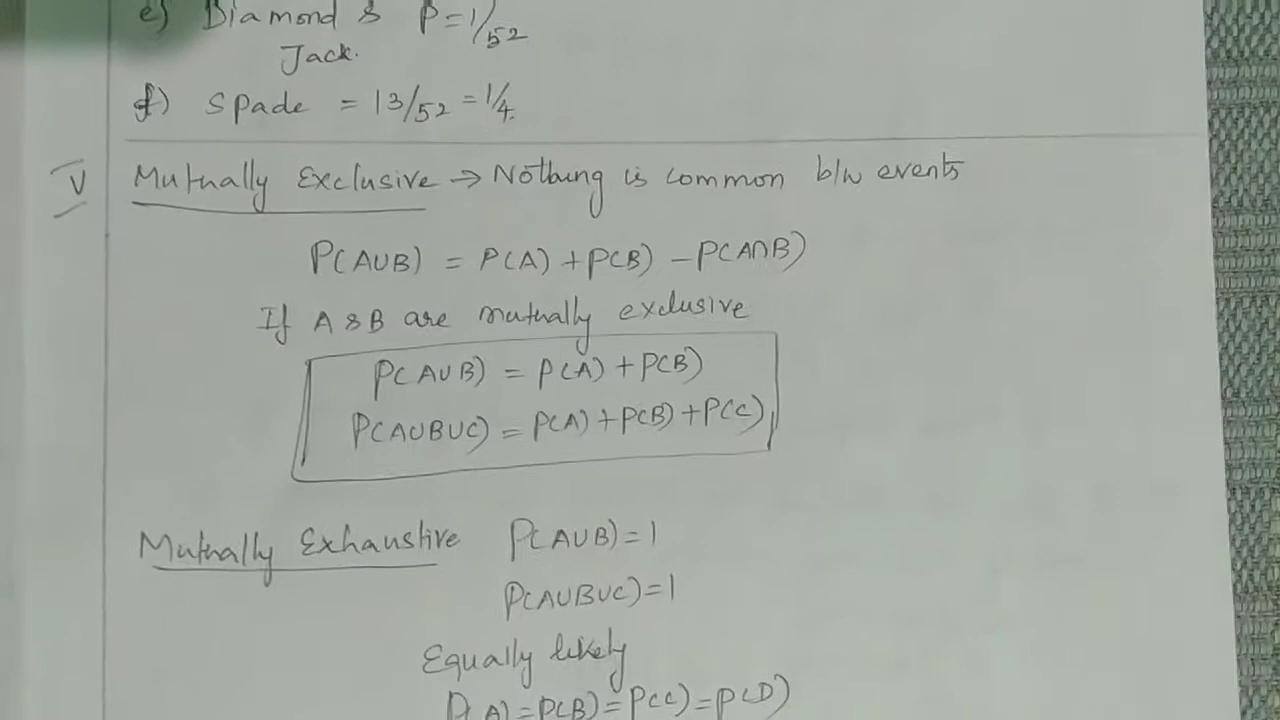 e) Diamond & P = 1/52
Jack.
f) Spade = 13/52 = 1/4.
V Mutually Exclusive → Nothing is common b/w events
P(A∪B) = P(A) + P(B) - P(A∩B)
If A & B are mutually exclusive
P(A∪B) = P(A) + P(B)
P(A∪B∪C) = P(A) + P(B) + P(C)
Mutually Exhaustive P(A∪B) = 1
P(A∪B∪C) = 1
Equally likely
P(A) = P(B) = P(C) = P(D)